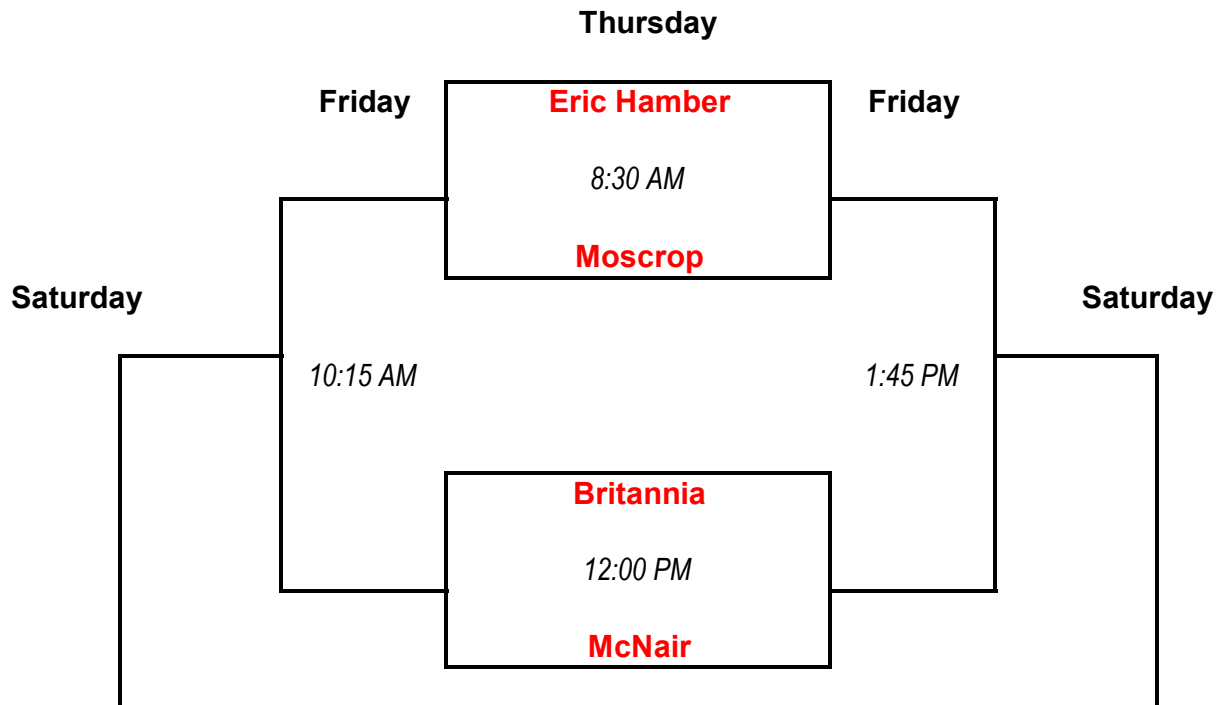 Thursday
Friday
Eric Hamber
Friday
8:30 AM
Moscrop
Saturday
Saturday
10:15 AM
1:45 PM
Britannia
12:00 PM
McNair